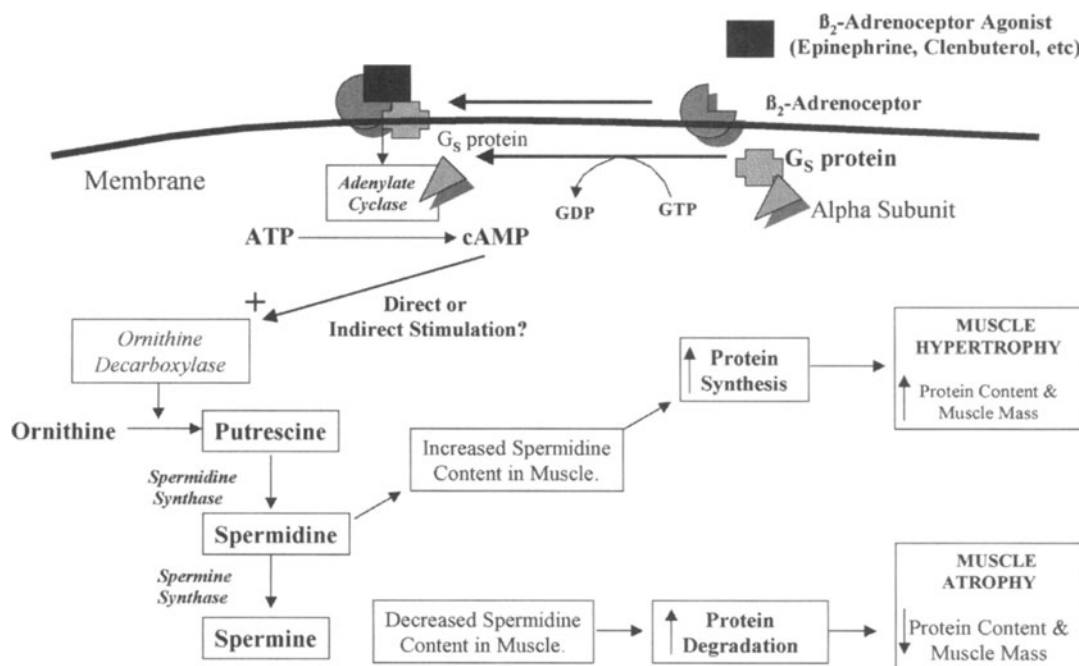 ß₂-Adrenoceptor Agonist
(Epinephrine, Clenbuterol, etc)
ß₂-Adrenoceptor
Gs protein
Gs protein
Membrane
Adenylate
Cyclase
GDP
GTP
Alpha Subunit
ATP
cAMP
+
Direct or
Indirect Stimulation?
Ornithine
Decarboxylase
MUSCLE
HYPERTROPHY
Protein Content &
Muscle Mass
Protein
Synthesis
Ornithine
Putrescine
Increased Spermidine
Content in Muscle.
Spermidine
Synthase
Spermidine
Spermine
Synthase
Spermine
Decreased Spermidine
Content in Muscle.
Protein
Degradation
MUSCLE
ATROPHY
Protein Content &
Muscle Mass